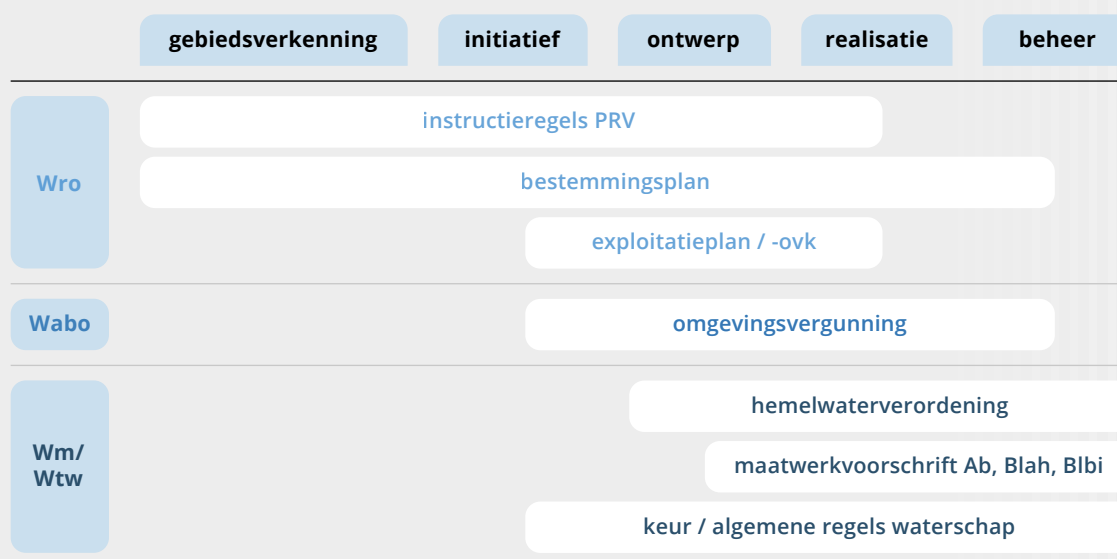 gebiedsverkenning initiatief ontwerp realisatie beheer
Wro
instructieregels PRV
bestemmingsplan
exploitatieplan / -ovk
Wabo
omgevingsvergunning
Wm/
Wtw
hemelwaterverordening
maatwerkvoorschrift Ab, Blah, Blbi
keur / algemene regels waterschap